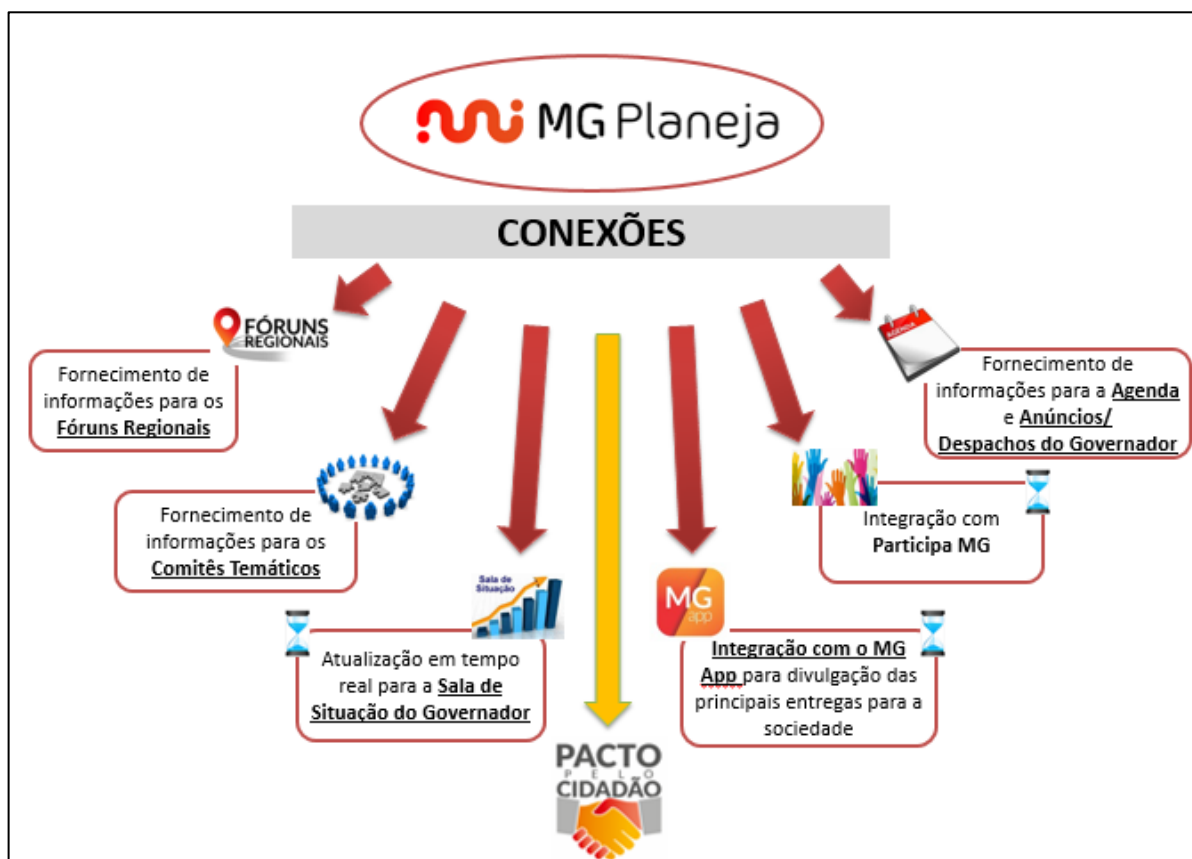 MG Planeja
CONEXÕES
FÓRUNS
REGIONAIS
Fornecimento de
informações para os
Fóruns Regionais
Fornecimento de
informações para os
Comitês Temáticos
Sala de
Situação
Atualização em tempo
real para a Sala de
Situação do Governador
PACTO
PELO
CIDADÃO
MG
app
Integração com o MG
App para divulgação das
principais entregas para a
sociedade
Integração com
Participa MG
AGENDA
Fornecimento de
informações para a Agenda
e Anúncios/
Despachos do Governador